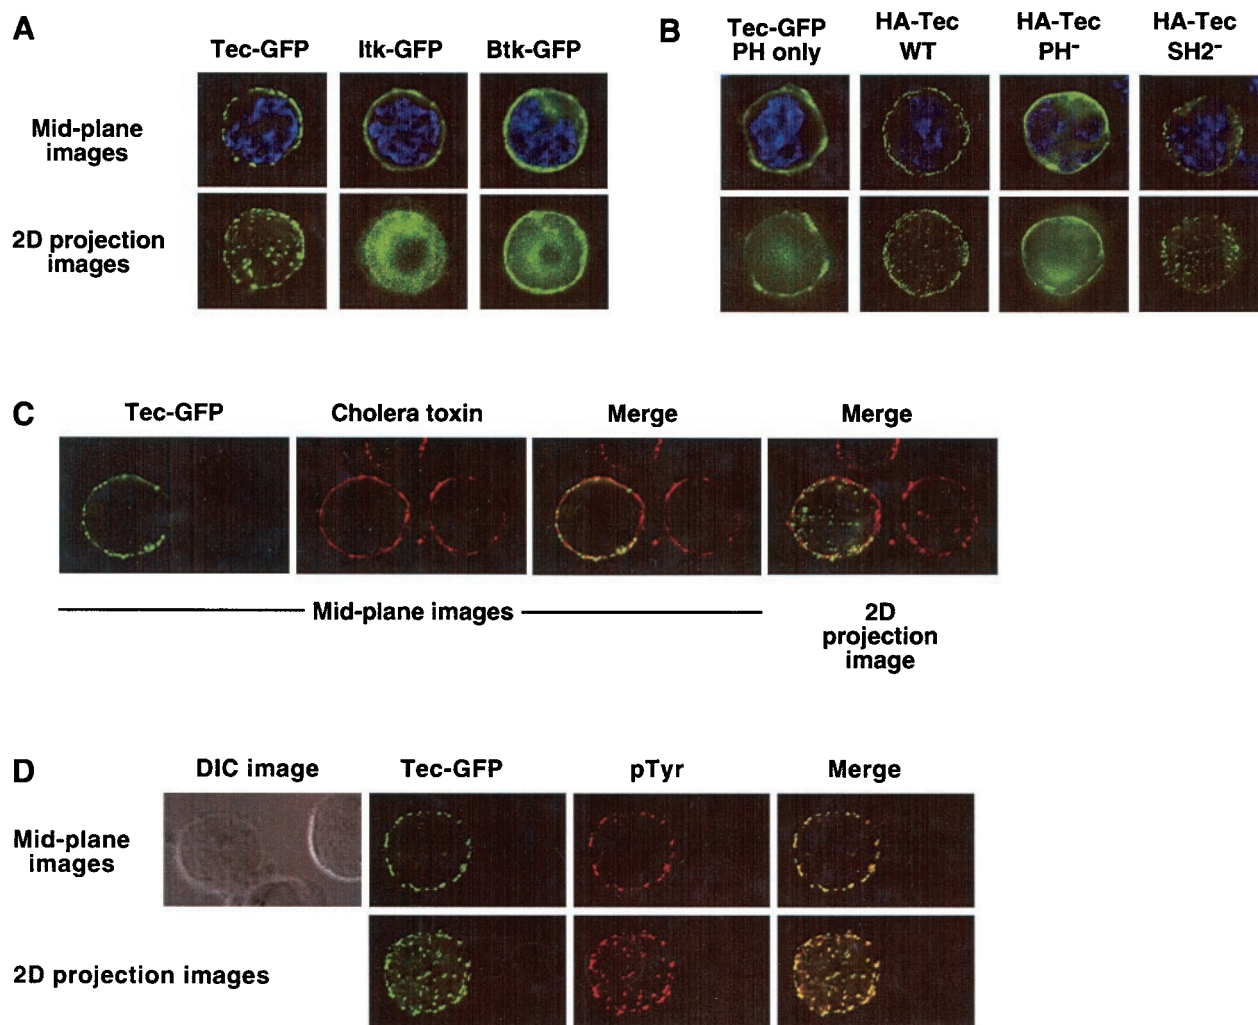 A
Tec-GFP
Itk-GFP
Btk-GFP
Mid-plane
images
2D projection
images
B
Tec-GFP
PH only
HA-Tec
WT
HA-Tec
PH-
HA-Tec
SH2-
C
Tec-GFP
Cholera toxin
Merge
Merge
Mid-plane images
2D
projection
image
D
DIC image
Tec-GFP
pTyr
Merge
Mid-plane
images
2D projection images